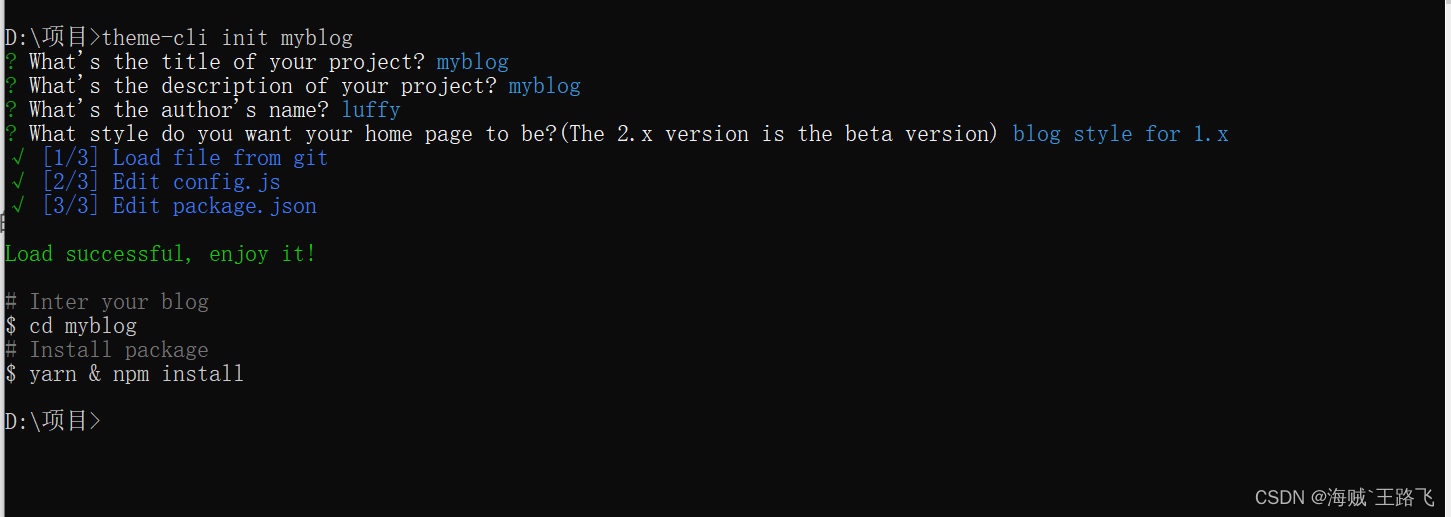 D:\项目>theme-cli init myblog
? What's the title of your project? myblog
? What's the description of your project? myblog
? What's the author's name? luffy
? What style do you want your home page to be?(The 2.x version is the beta version) blog style for 1.x
√ [1/3] Load file from git
√ [2/3] Edit config.js
√ [3/3] Edit package.json
Load successful, enjoy it!
# Inter your blog
$ cd myblog
# Install package
$ yarn & npm install
D:\项目>
CSDN @海贼`王路飞